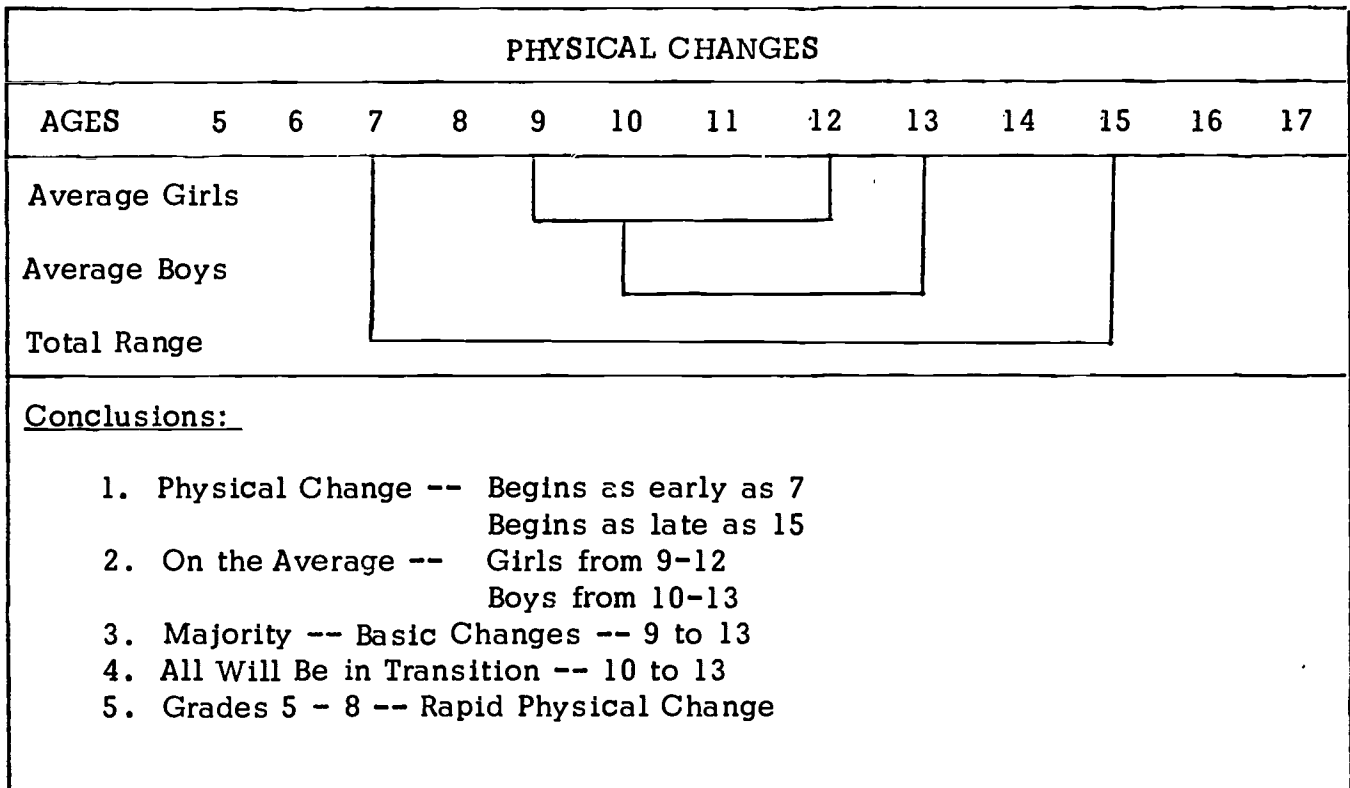 PHYSICAL CHANGES
AGES 5 6 7 8 9 10 11 12 13 14 15 16 17
Average Girls
Average Boys
Total Range
Conclusions:
1. Physical Change -- Begins as early as 7
Begins as late as 15
2. On the Average -- Girls from 9-12
Boys from 10-13
3. Majority -- Basic Changes -- 9 to 13
4. All Will Be in Transition -- 10 to 13
5. Grades 5 - 8 -- Rapid Physical Change